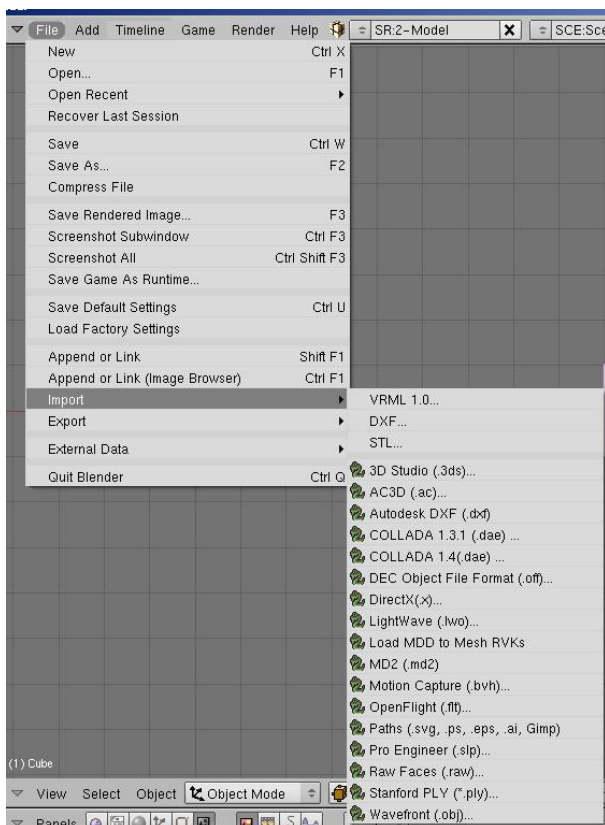 File Add Timeline Game Render Help SR:2-Model X SCE:Sce
New Ctrl X
Open... F1
Open Recent
Recover Last Session
Save Ctrl W
Save As... F2
Compress File
Save Rendered Image... F3
Screenshot Subwindow Ctrl F3
Screenshot All Ctrl Shift F3
Save Game As Runtime...
Save Default Settings Ctrl U
Load Factory Settings
Append or Link Shift F1
Append or Link (Image Browser) Ctrl F1
Import
Export
External Data
Quit Blender Ctrl Q
VRML 1.0...
DXF...
STL...
3D Studio (.3ds)...
AC3D (.ac)...
Autodesk DXF (.dxf)
COLLADA 1.3.1 (.dae) ...
COLLADA 1.4(.dae) ...
DEC Object File Format (.off)...
DirectX(.x)...
LightWave (.lwo)...
Load MDD to Mesh RVKs
MD2 (.md2)
Motion Capture (.bvh)...
OpenFlight (.flt)...
Paths (.svg, .ps, .eps, .ai, Gimp)
Pro Engineer (.slp)...
Raw Faces (.raw)...
Stanford PLY (*.ply)...
Wavefront (.obj)...
(1) Cube
View Select Object Object Mode
Panels